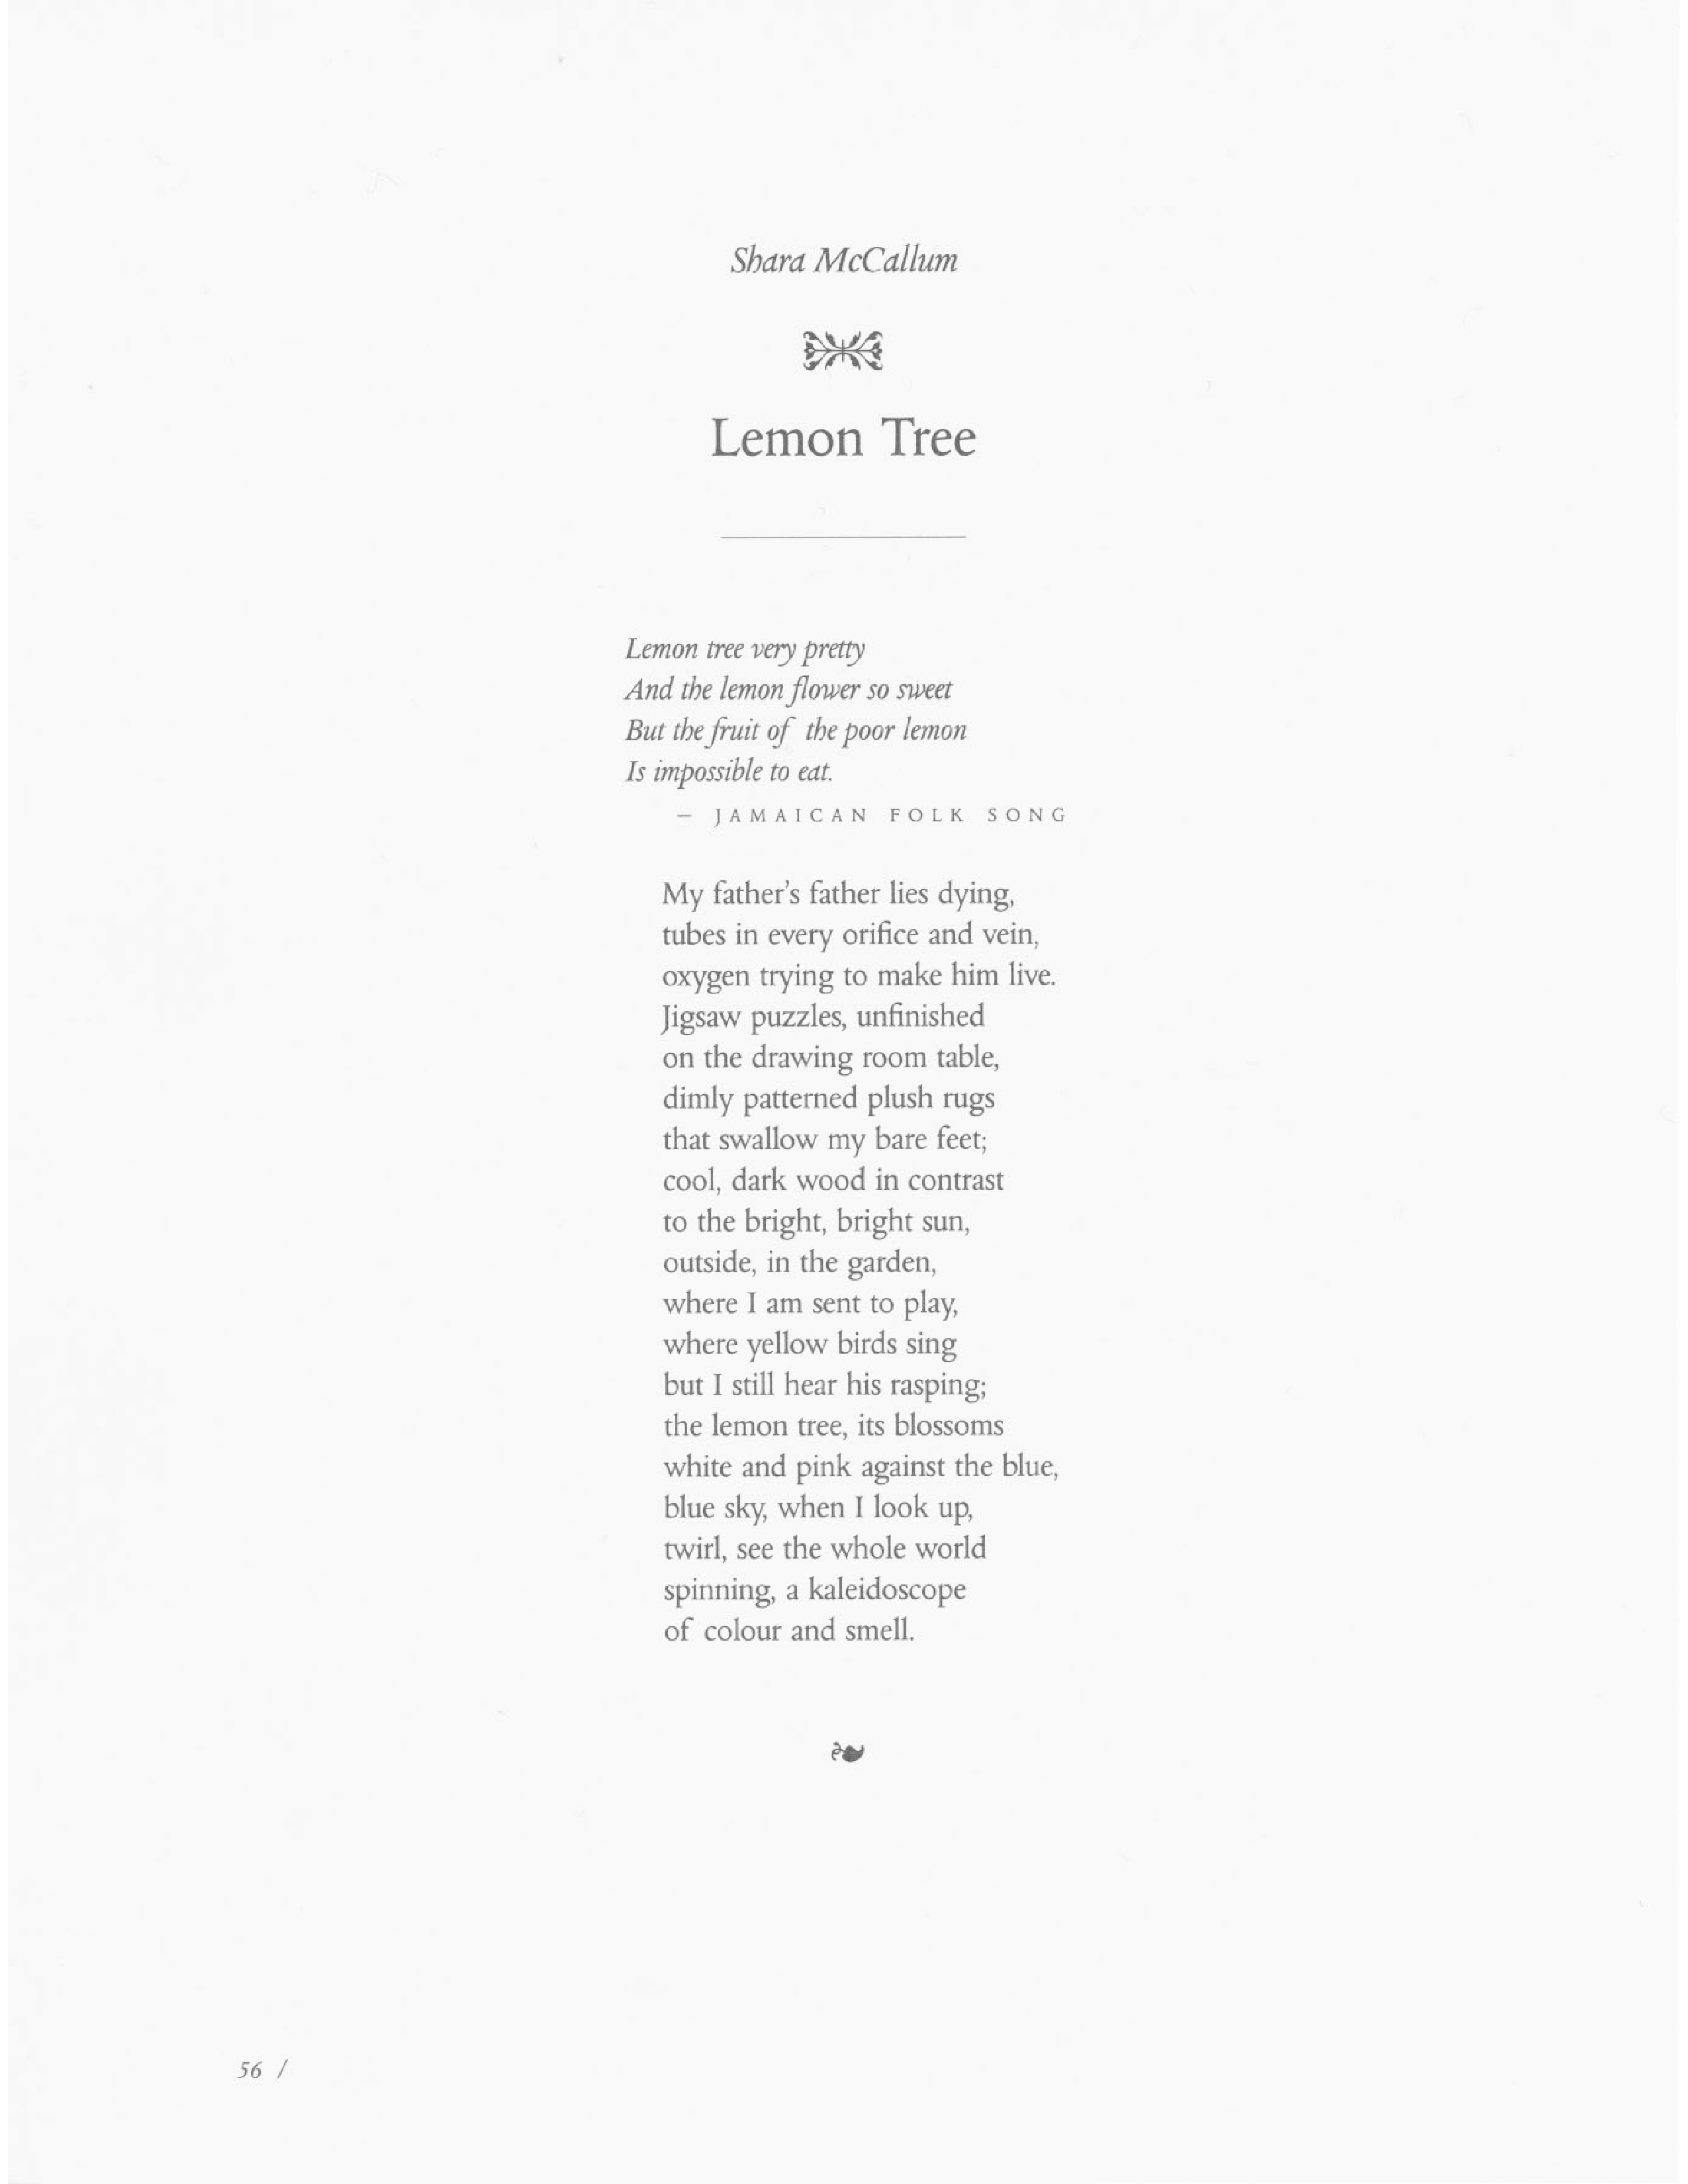 Shara McCallum
Lemon Tree
Lemon tree very pretty
And the lemon flower so sweet
But the fruit of the poor lemon
Is impossible to eat.
– JAMAICAN FOLK SONG
My father’s father lies dying,
tubes in every orifice and vein,
oxygen trying to make him live.
Jigsaw puzzles, unfinished
on the drawing room table,
dimly patterned plush rugs
that swallow my bare feet;
cool, dark wood in contrast
to the bright, bright sun,
outside, in the garden,
where I am sent to play,
where yellow birds sing
but I still hear his rasping;
the lemon tree, its blossoms
white and pink against the blue,
blue sky, when I look up,
twirl, see the whole world
spinning, a kaleidoscope
of colour and smell.
56 /